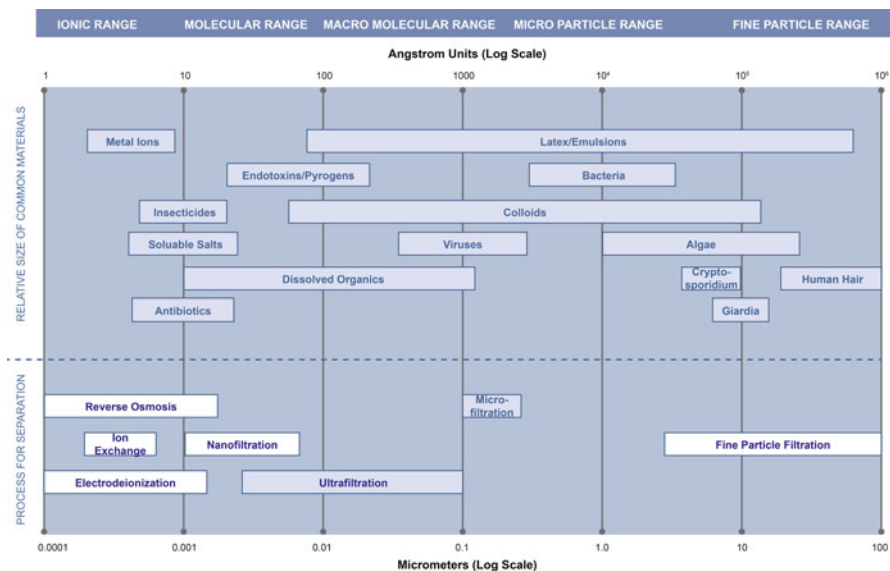 IONIC RANGE MOLECULAR RANGE MACRO MOLECULAR RANGE MICRO PARTICLE RANGE FINE PARTICLE RANGE
Angstrom Units (Log Scale)
1 10 100 1000 10⁴ 10⁵ 10⁶
RELATIVE SIZE OF COMMON MATERIALS
Metal Ions Latex/Emulsions
Endotoxins/Pyrogens Bacteria
Insecticides Colloids
Soluable Salts Viruses Algae
Dissolved Organics
Crypto-
sporidium
Human Hair
Antibiotics Giardia
PROCESS FOR SEPARATION
Reverse Osmosis
Micro-
filtration
Ion
Exchange
Nanofiltration Fine Particle Filtration
Electrodeionization Ultrafiltration
0.0001 0.001 0.01 0.1 1.0 10 100
Micrometers (Log Scale)